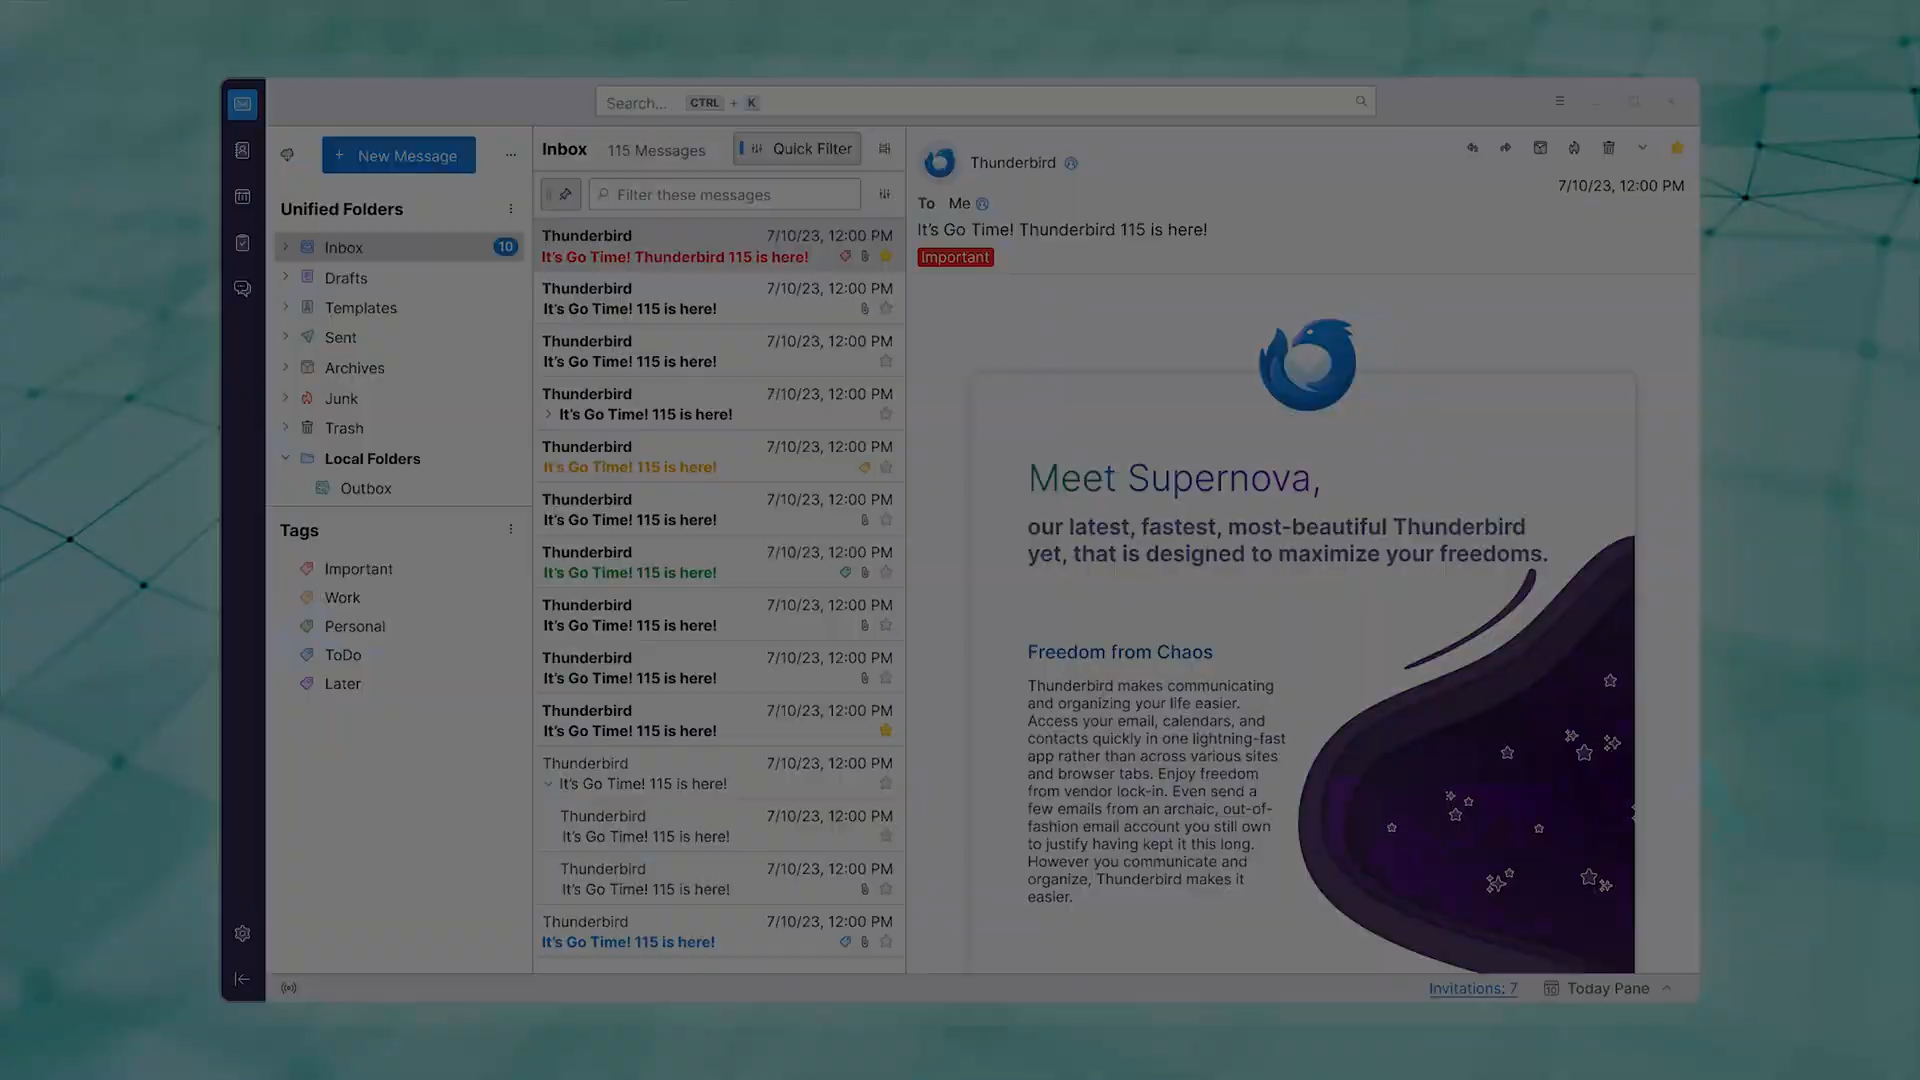 Search... CTRL + K
New Message
Unified Folders
Inbox 10
Drafts
Templates
Sent
Archives
Junk
Trash
Local Folders
Outbox
Tags
Important
Work
Personal
ToDo
Later
Inbox 115 Messages Quick Filter
Filter these messages
Thunderbird 7/10/23, 12:00 PM
It's Go Time! Thunderbird 115 is here!
Thunderbird 7/10/23, 12:00 PM
It's Go Time! 115 is here!
Thunderbird 7/10/23, 12:00 PM
It's Go Time! 115 is here!
Thunderbird 7/10/23, 12:00 PM
It's Go Time! 115 is here!
Thunderbird 7/10/23, 12:00 PM
It's Go Time! 115 is here!
Thunderbird 7/10/23, 12:00 PM
It's Go Time! 115 is here!
Thunderbird 7/10/23, 12:00 PM
It's Go Time! 115 is here!
Thunderbird 7/10/23, 12:00 PM
It's Go Time! 115 is here!
Thunderbird 7/10/23, 12:00 PM
It's Go Time! 115 is here!
Thunderbird 7/10/23, 12:00 PM
It's Go Time! 115 is here!
Thunderbird 7/10/23, 12:00 PM
It's Go Time! 115 is here!
Thunderbird 7/10/23, 12:00 PM
It's Go Time! 115 is here!
Thunderbird 7/10/23, 12:00 PM
It's Go Time! 115 is here!
Thunderbird 7/10/23, 12:00 PM
It's Go Time! 115 is here!
Thunderbird
7/10/23, 12:00 PM
To Me
It's Go Time! Thunderbird 115 is here!
Important
Meet Supernova,
our latest, fastest, most-beautiful Thunderbird
yet, that is designed to maximize your freedoms.
Freedom from Chaos
Thunderbird makes communicating
and organizing your life easier.
Access your email, calendars, and
contacts quickly in one lightning-fast
app rather than across various sites
and browser tabs. Enjoy freedom
from vendor lock-in. Even send a
few emails from an archaic, out-of-
fashion email account you still own
to justify having kept it this long.
However you communicate and
organize, Thunderbird makes it
easier.
Invitations: 7 10 Today Pane